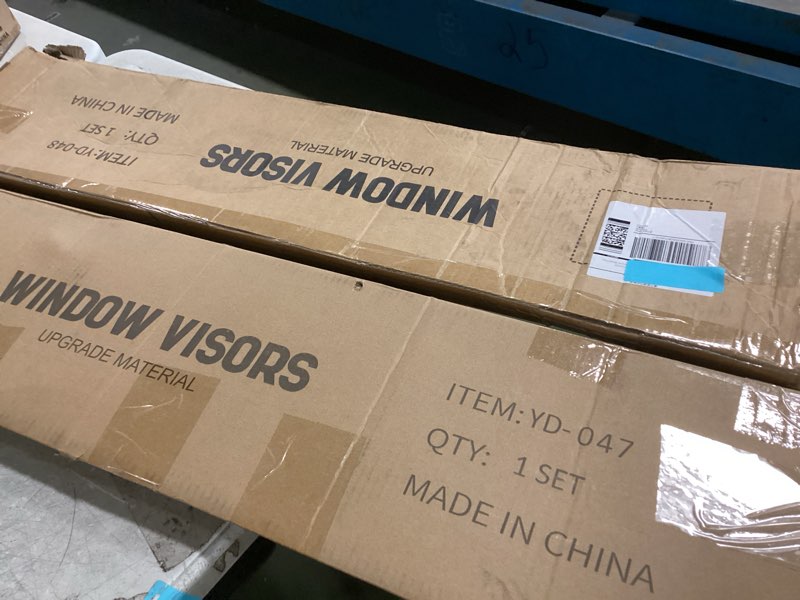 WINDOW VISORS
UPGRADE MATERIAL
ITEM:YD-048
QTY: 1 SET
MADE IN CHINA
WINDOW VISORS
UPGRADE MATERIAL
ITEM:YD-047
QTY: 1 SET
MADE IN CHINA
25